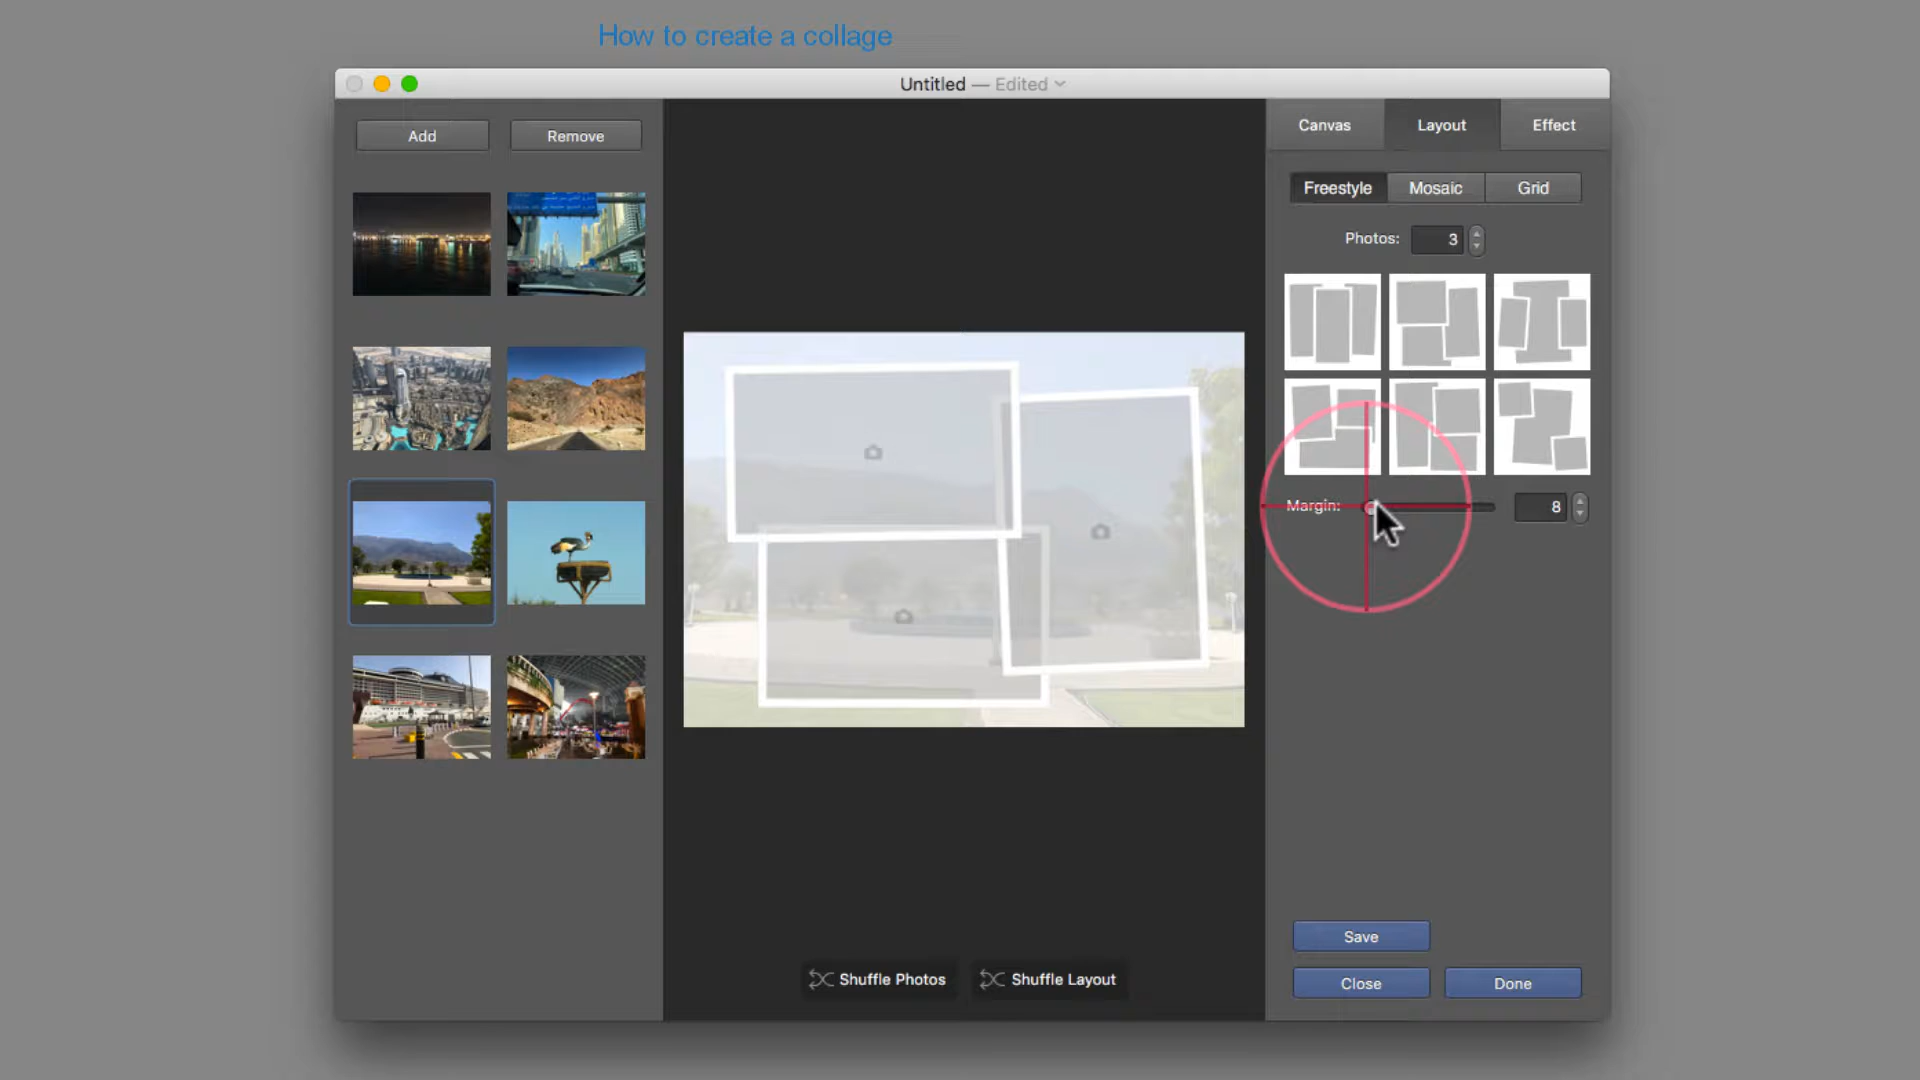 How to create a collage
Untitled — Edited
Add
Remove
Canvas
Layout
Effect
Freestyle
Mosaic
Grid
Photos:
3
Margin:
8
Shuffle Photos
Shuffle Layout
Save
Close
Done